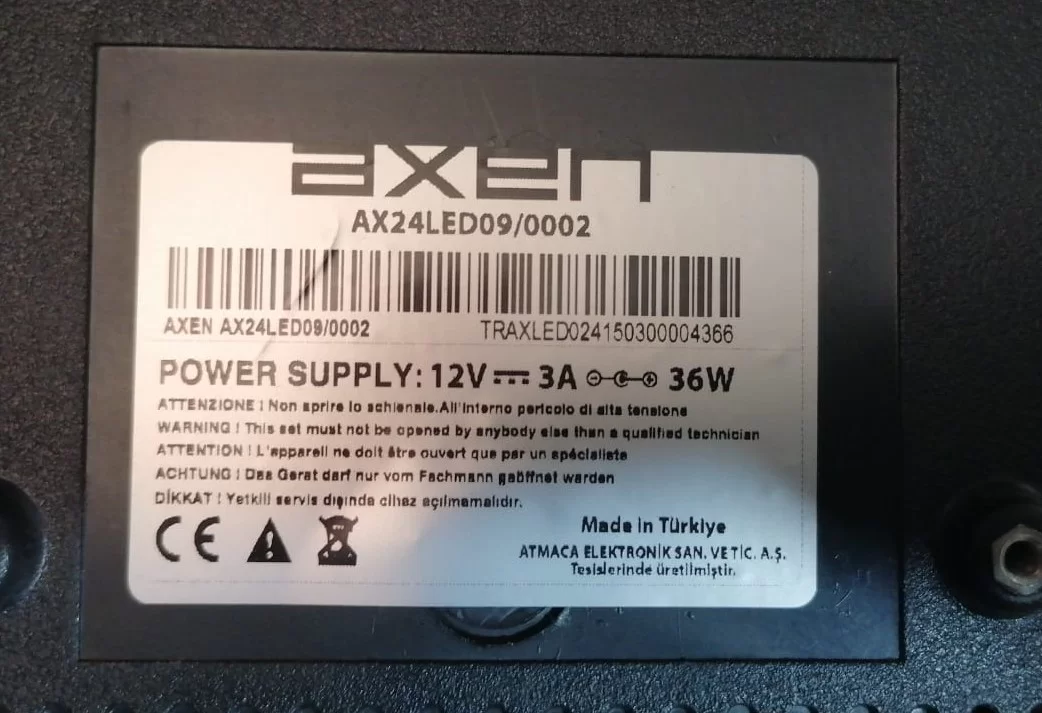 axen
AX24LED09/0002
AXEN AX24LED09/0002 TRAXLED024150300004366
POWER SUPPLY: 12V ⎓ 3A 36W
ATTENZIONE ! Non aprire lo schienale.All'interno pericolo di alta tensione
WARNING ! This set must not be opened by anybody else than a qualified technician
ATTENTION ! L'appareil ne doit être ouvert que par un spécialiste
ACHTUNG ! Das Gerat darf nur vom Fachmann geöffnet warden
DİKKAT ! Yetkili servis dışında cihaz açılmamalıdır.
CE
Made in Türkiye
ATMACA ELEKTRONİK SAN. VE TİC. A.Ş.
Tesislerinde üretilmiştir.